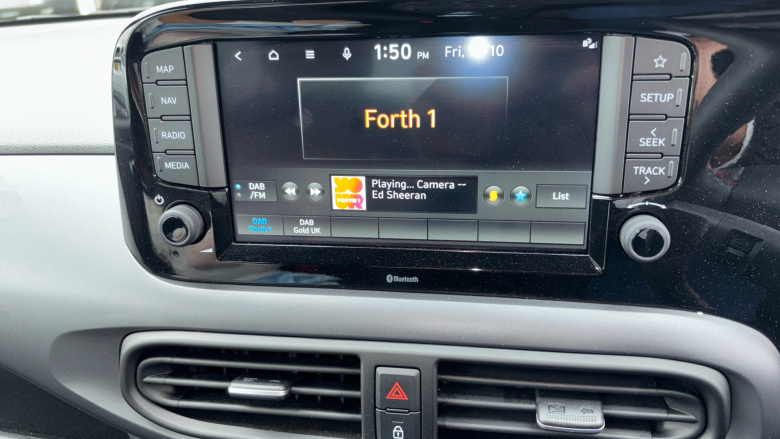 1:50 PM Fri, 10
MAP
NAV
RADIO
MEDIA
Forth 1
DAB
/FM
FORTH 1
Playing... Camera --
Ed Sheeran
List
DAB
DAB
Gold UK
SETUP
SEEK
TRACK
Bluetooth